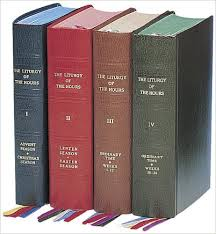 THE LITURGY
OF
THE HOURS
I
ADVENT
SEASON
CHRISTMAS
SEASON
THE LITURGY
OF
THE HOURS
II
LENTEN
SEASON
EASTER
SEASON
THE LITURGY
OF
THE HOURS
III
ORDINARY
TIME
WEEKS
THE LITURGY
OF
THE HOURS
IV
ORDINARY
TIME
WEEKS